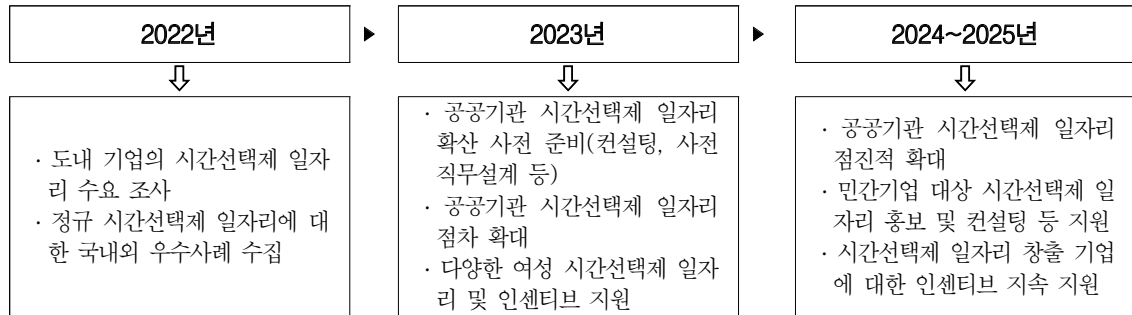 2022년
2023년
2024~2025년
· 도내 기업의 시간선택제 일자
리 수요 조사
· 정규 시간선택제 일자리에 대
한 국내외 우수사례 수집
· 공공기관 시간선택제 일자리
확산 사전 준비(컨설팅, 사전
직무설계 등)
· 공공기관 시간선택제 일자리
점차 확대
· 다양한 여성 시간선택제 일자
리 및 인센티브 지원
· 공공기관 시간선택제 일자리
점진적 확대
· 민간기업 대상 시간선택제 일
자리 홍보 및 컨설팅 등 지원
· 시간선택제 일자리 창출 기업
에 대한 인센티브 지속 지원